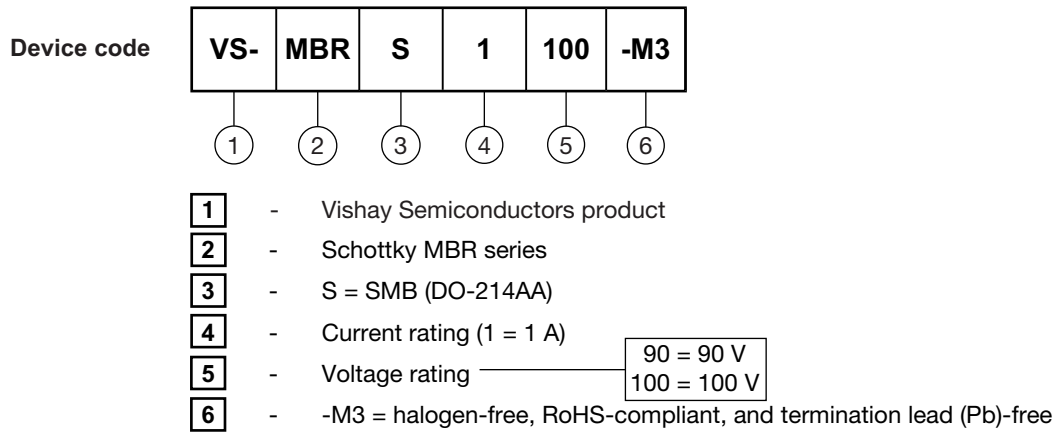 Device code VS- MBR S 1 100 -M3
1 2 3 4 5 6
1 - Vishay Semiconductors product
2 - Schottky MBR series
3 - S = SMB (DO-214AA)
4 - Current rating (1 = 1 A)
5 - Voltage rating
90 = 90 V
100 = 100 V
6 - -M3 = halogen-free, RoHS-compliant, and termination lead (Pb)-free